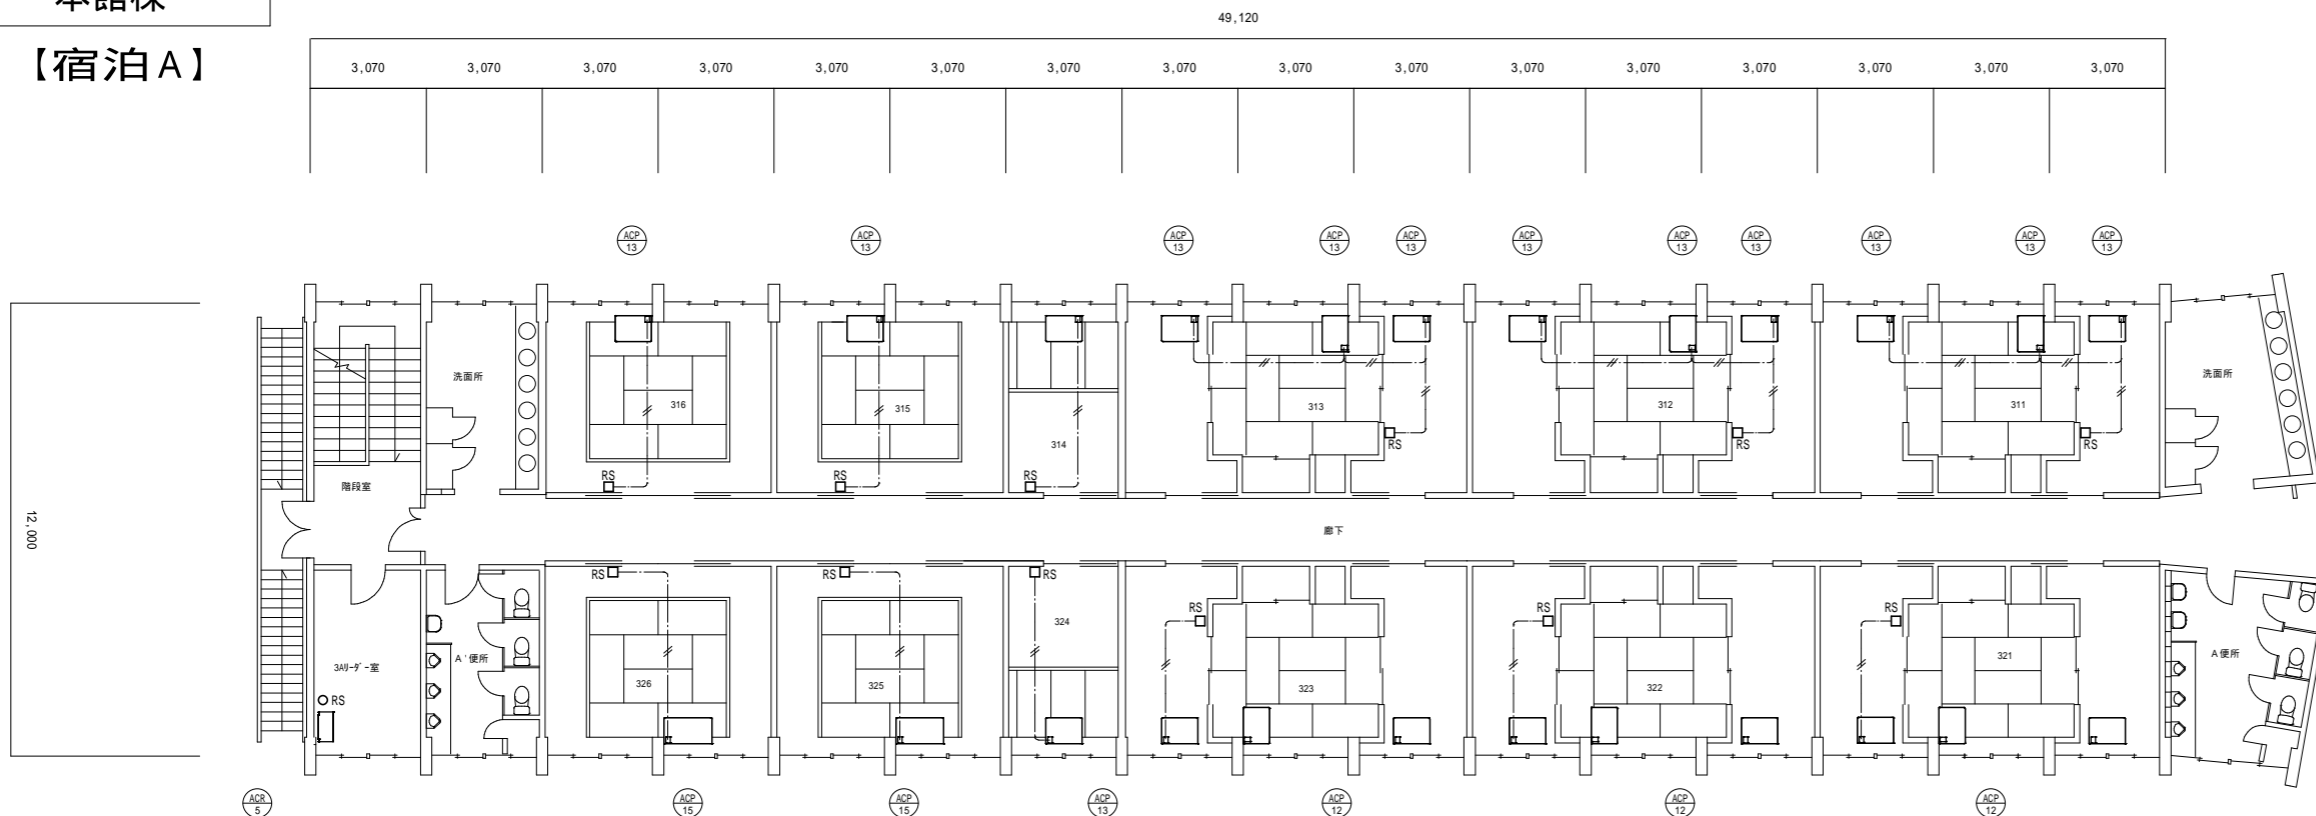 本館棟
【宿泊A】
49,120
3,070 3,070 3,070 3,070 3,070 3,070 3,070 3,070 3,070 3,070 3,070 3,070 3,070 3,070 3,070 3,070
ACP 13 ACP 13 ACP 13 ACP 13 ACP 13 ACP 13 ACP 13 ACP 13 ACP 13 ACP 13 ACP 13
洗面所 洗面所
316 315 313 312 311
314
RS RS RS RS RS RS
階段室
12,000
廊下
RS RS RS
RS RS RS
324
3Aリーダー室 A'便所 326 325 323 322 321 A便所
RS
ACR 5 ACP 15 ACP 15 ACP 13 ACP 12 ACP 12 ACP 12